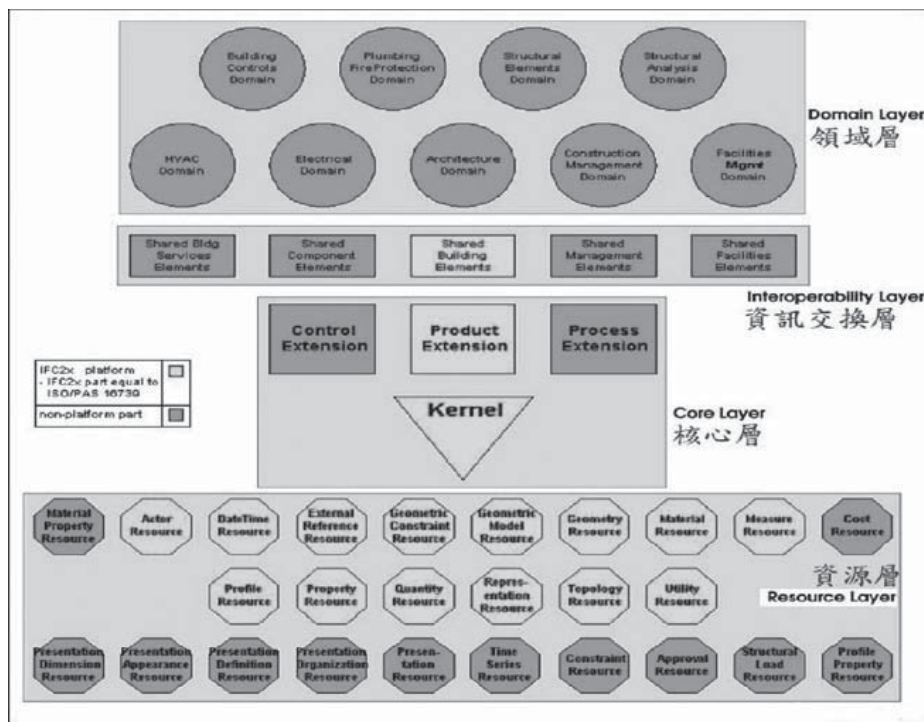 Building
Controls
Domain
Plumbing
FireProtection
Domain
Structural
Elements
Domain
Structural
Analysis
Domain
Domain Layer
領域層
HVAC
Domain
Electrical
Domain
Architecture
Domain
Construction
Management
Domain
Facilities
Mgmt
Domain
Shared Bldg
Services
Elements
Shared
Component
Elements
Shared
Building
Elements
Shared
Management
Elements
Shared
Facilities
Elements
Interoperability Layer
資訊交換層
Control
Extension
Product
Extension
Process
Extension
IFC2x platform
- IFC2x part equal to
ISO/PAS 16739
non-platform part
Kernel
Core Layer
核心層
Material
Property
Resource
Actor
Resource
DateTime
Resource
External
Reference
Resource
Geometric
Constraint
Resource
Geometric
Model
Resource
Geometry
Resource
Material
Resource
Measure
Resource
Cost
Resource
Profile
Resource
Property
Resource
Quantity
Resource
Repres-
entation
Resource
Topology
Resource
Utility
Resource
資源層
Resource Layer
Presentation
Dimension
Resource
Presentation
Appearance
Resource
Presentation
Definition
Resource
Presentation
Organization
Resource
Presen-
tation
Resource
Time
Series
Resource
Constraint
Resource
Approval
Resource
Structural
Load
Resource
Profile
Property
Resource